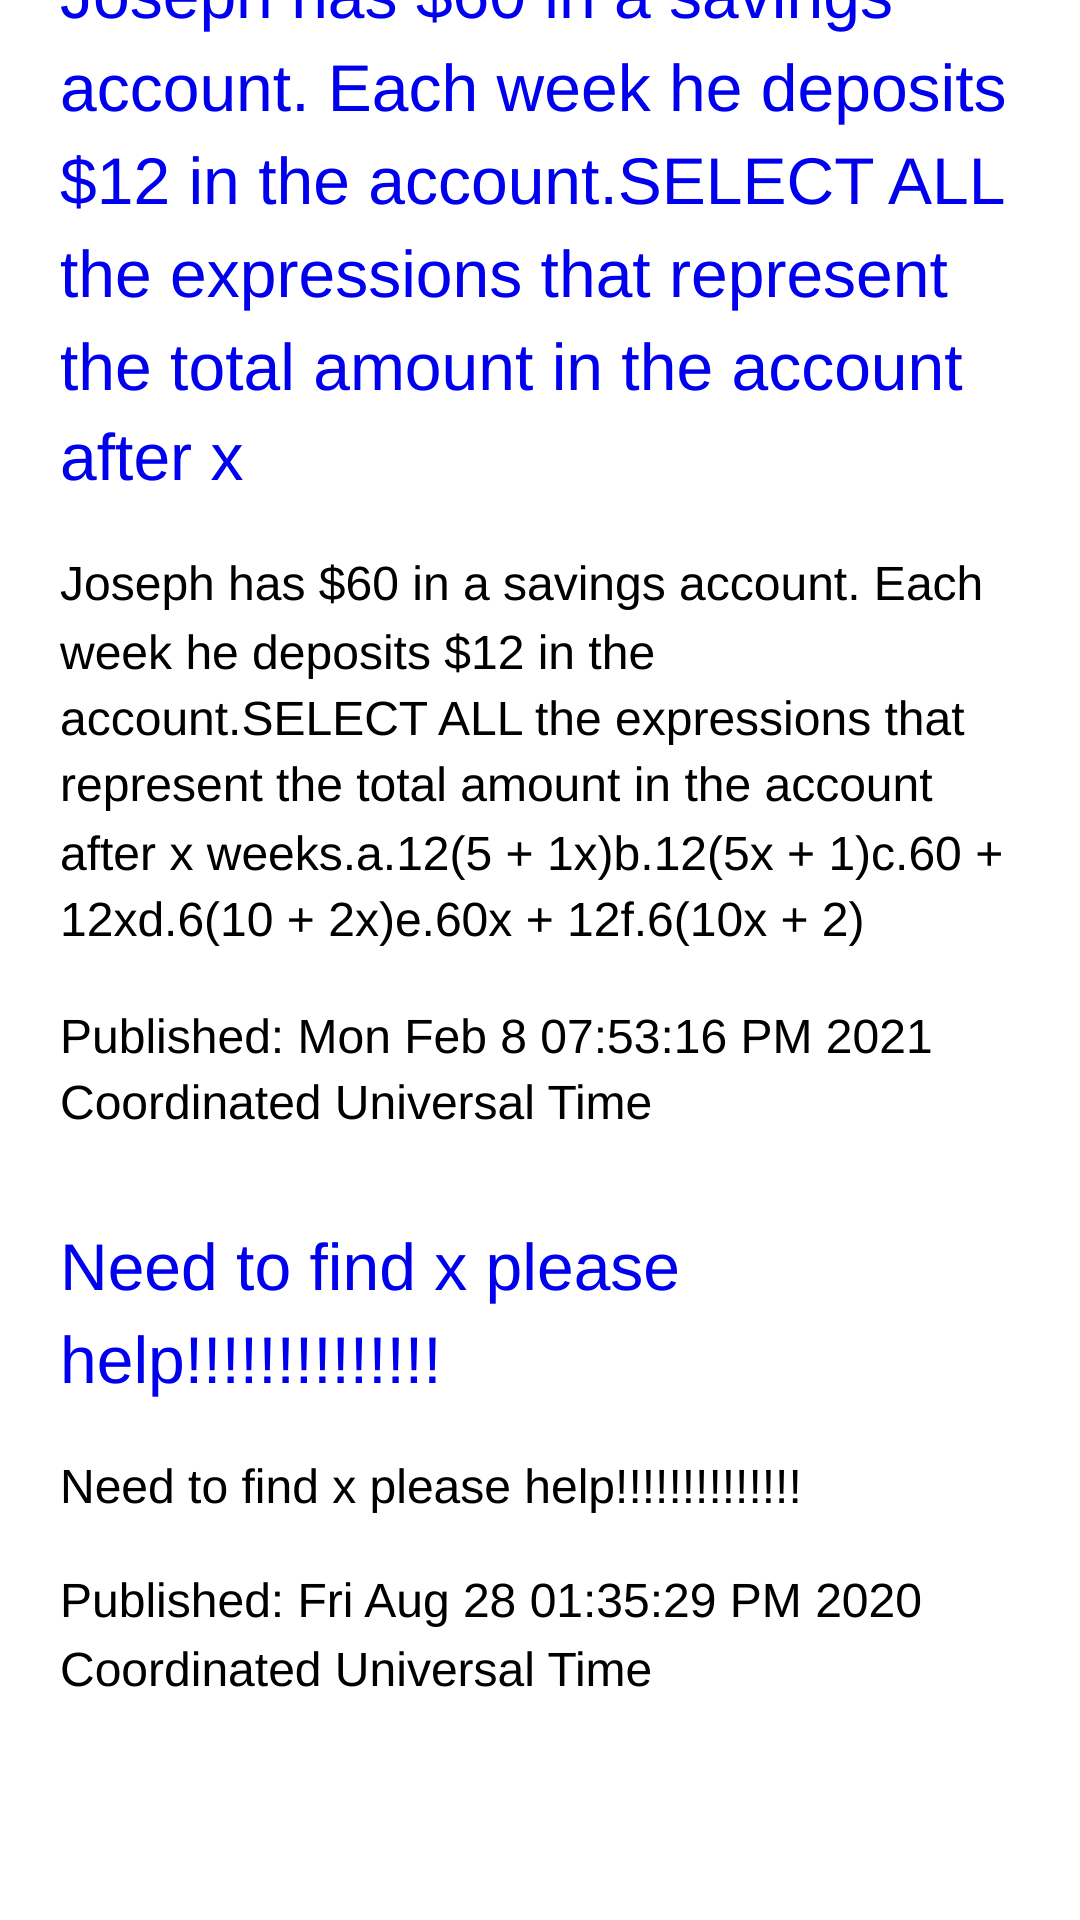 Joseph has $60 in a savings
account. Each week he deposits
$12 in the account.SELECT ALL
the expressions that represent
the total amount in the account
after x
Joseph has $60 in a savings account. Each
week he deposits $12 in the
account.SELECT ALL the expressions that
represent the total amount in the account
after x weeks.a.12(5 + 1x)b.12(5x + 1)c.60 +
12xd.6(10 + 2x)e.60x + 12f.6(10x + 2)
Published: Mon Feb 8 07:53:16 PM 2021
Coordinated Universal Time
Need to find x please
help!!!!!!!!!!!!!!
Need to find x please help!!!!!!!!!!!!!!
Published: Fri Aug 28 01:35:29 PM 2020
Coordinated Universal Time